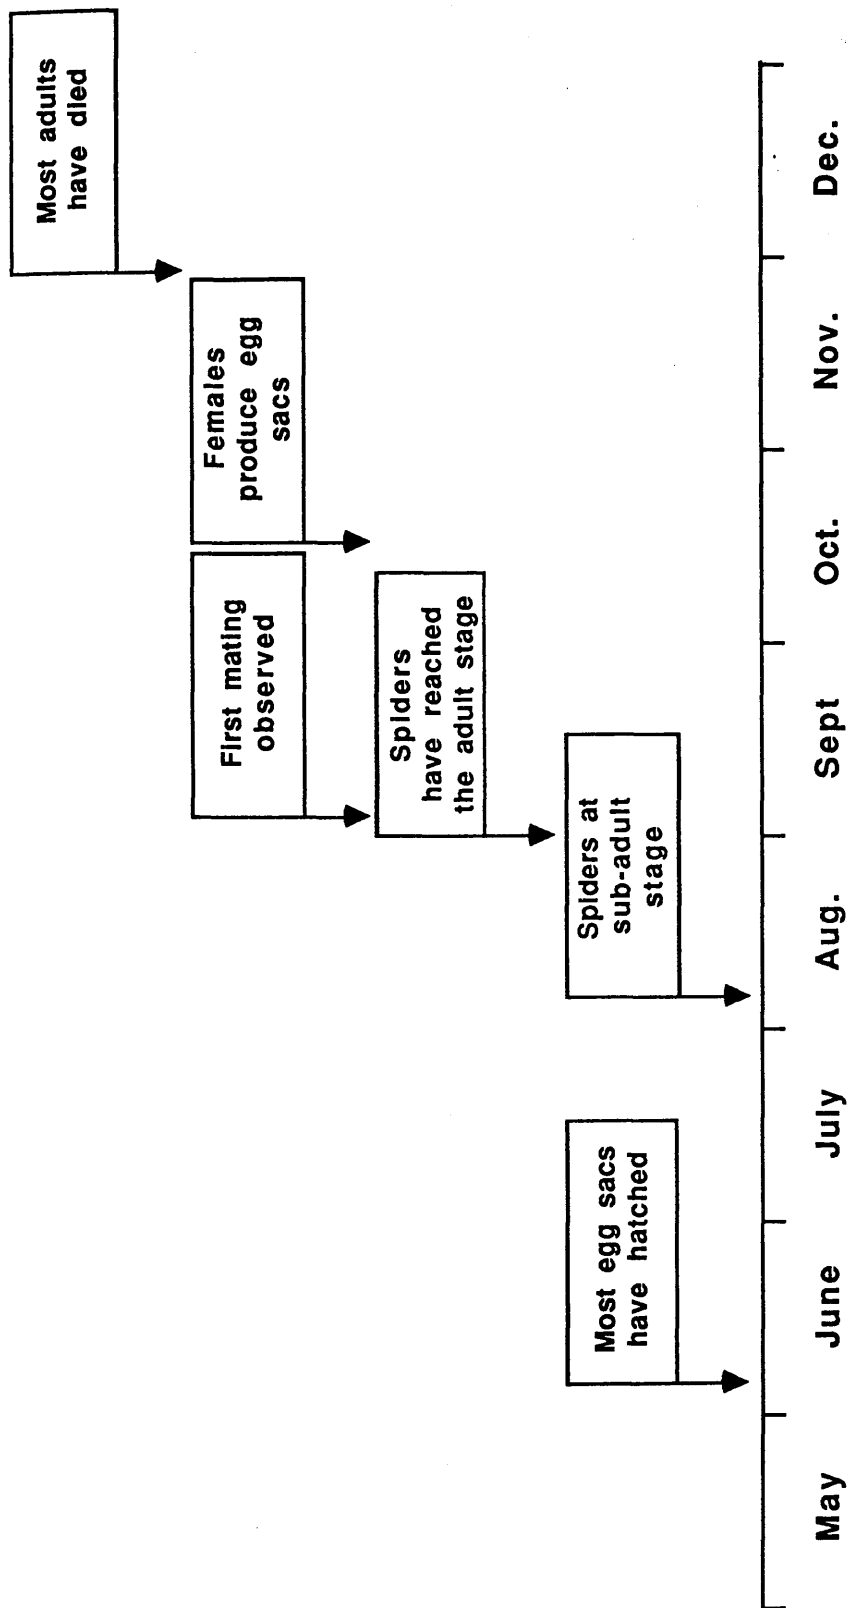 Most adults
have died
Females
produce egg
sacs
First mating
observed
Spiders
have reached
the adult stage
Spiders at
sub-adult
stage
Most egg sacs
have hatched
May June July Aug. Sept Oct. Nov. Dec.